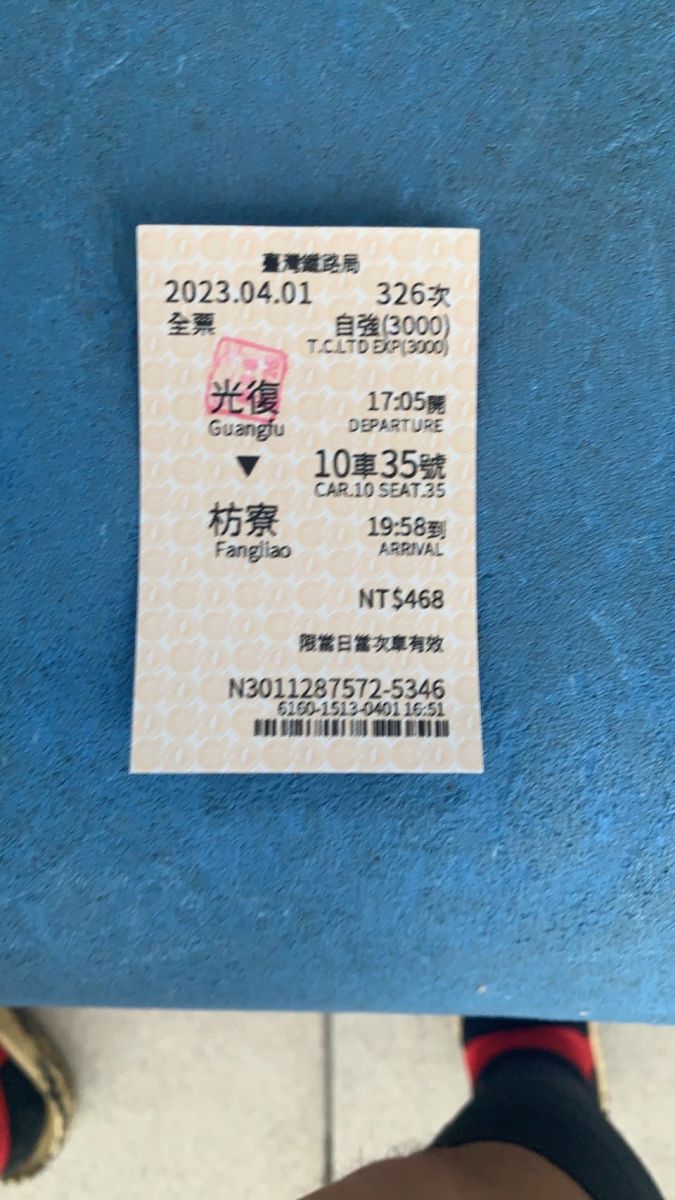 臺灣鐵路局
2023.04.01 326次
全票 自強(3000)
T.C.LTD EXP(3000)
光復 17:05開
Guangfu DEPARTURE
▼ 10車35號
CAR.10 SEAT.35
枋寮 19:58到
Fangliao ARRIVAL
NT$468
限當日當次車有效
N3011287572-5346
6160-1513-0401 16:51